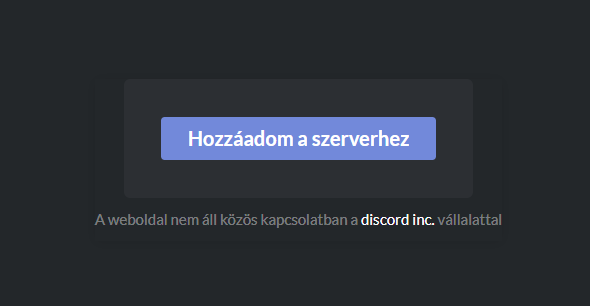 Hozzáadom a szerverhez
A weboldal nem áll közös kapcsolatban a discord inc. vállalattal